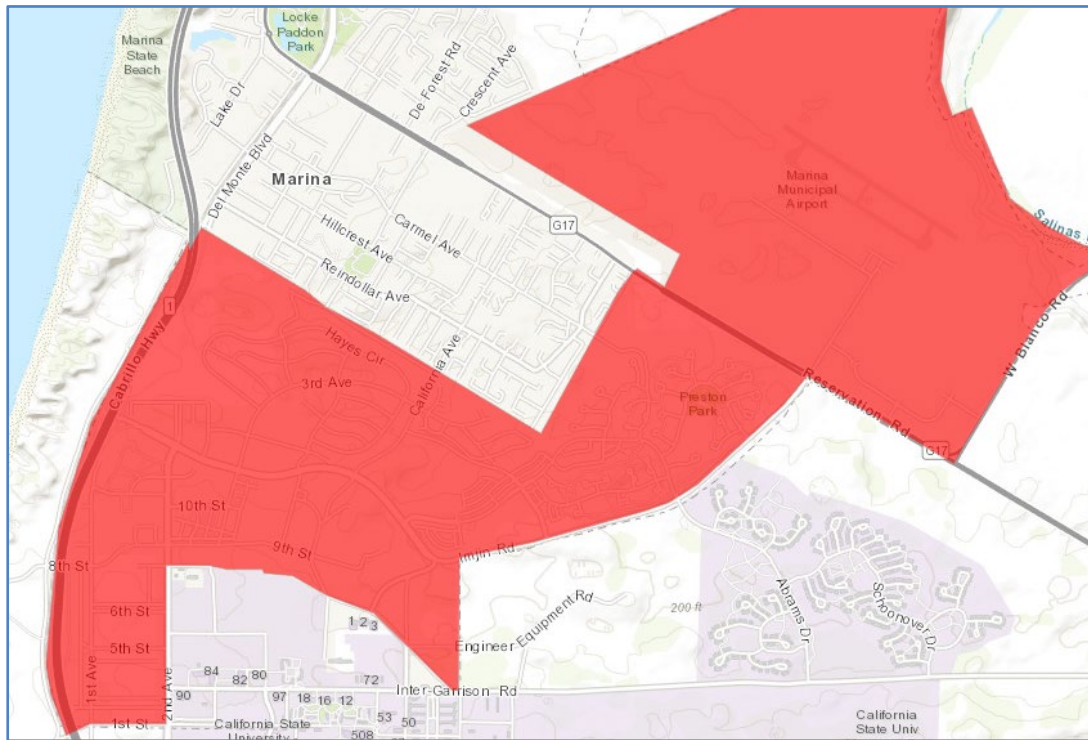 Locke
Paddon
Park
Marina
State
Beach
De Forest Rd
Crescent Ave
Lake Dr
Del Monte Blvd
Marina
Marina
Municipal
Airport
Salinas
G17
Carmel Ave
Hillcrest Ave
Reindollar Ave
W Blanco Rd
1
Cabrillo Hwy
Hayes Cir
California Ave
3rd Ave
Preston
Park
Reservation Rd
G17
10th St
9th St
Imjin Rd
8th St
6th St
5th St
1st Ave
2nd Ave
1st St
1 2 3
Engineer Equipment Rd
200 ft
Abrams Dr
Schoonover Dr
84
82
80
72
90
97
18
16
12
53
50
508
Inter-Garrison Rd
California State
University
California
State Univ